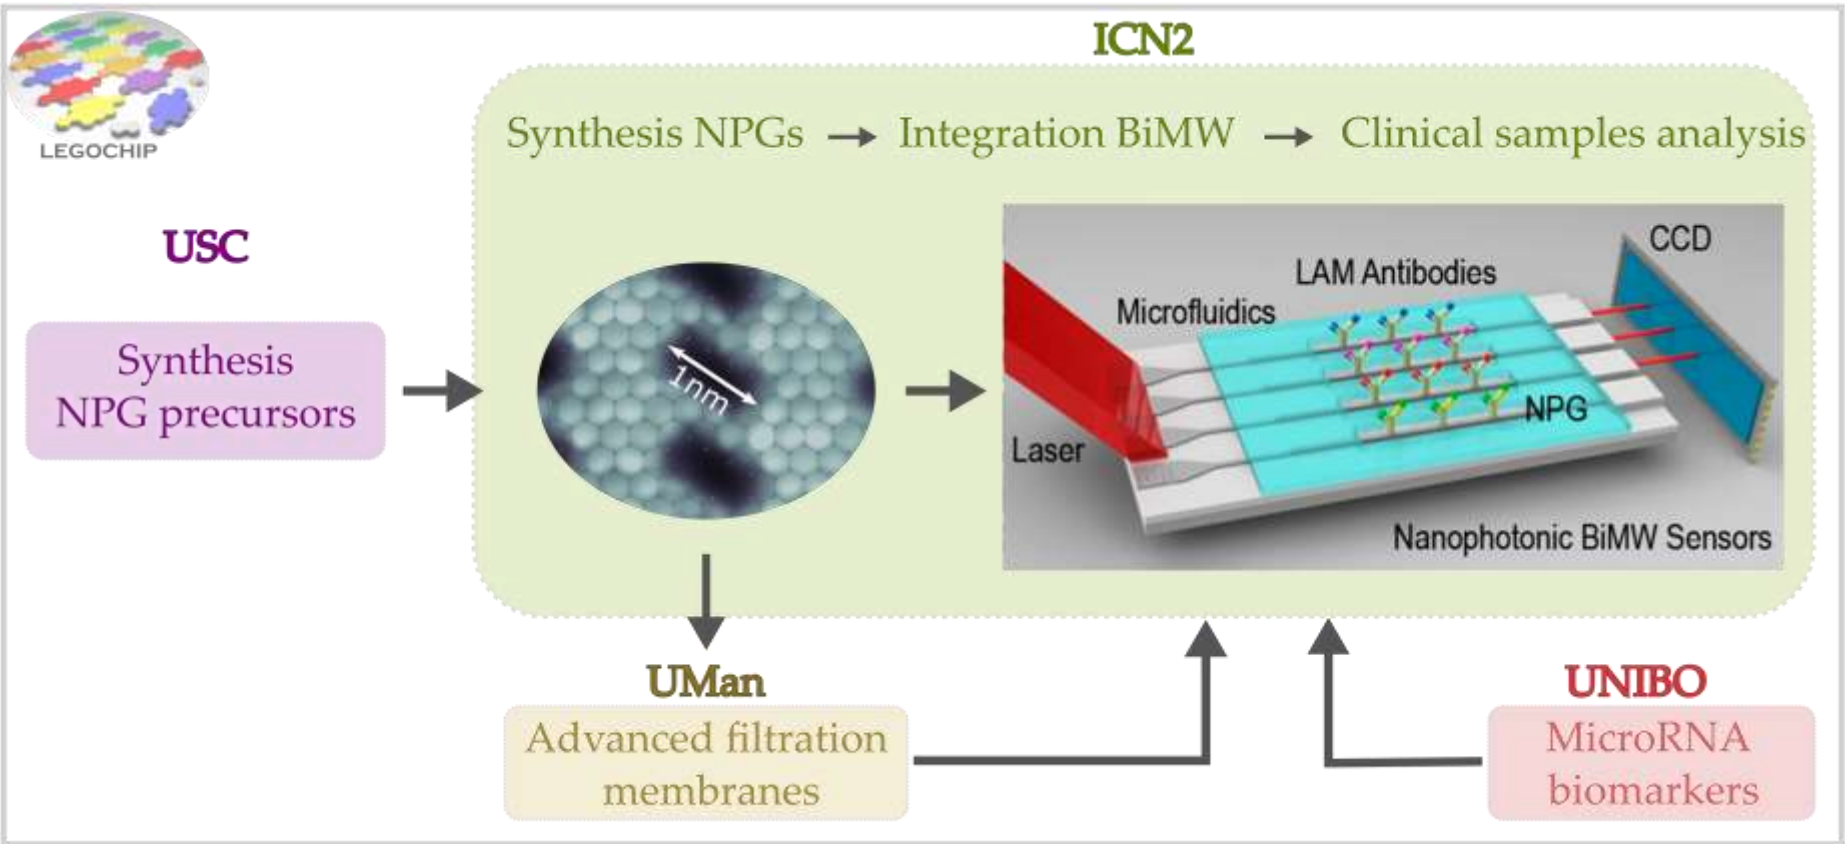 ICN2
LEGOCHIP
Synthesis NPGs → Integration BiMW → Clinical samples analysis
USC
Synthesis
NPG precursors
1nm
CCD
LAM Antibodies
Microfluidics
NPG
Laser
Nanophotonic BiMW Sensors
UMan
Advanced filtration
membranes
UNIBO
MicroRNA
biomarkers